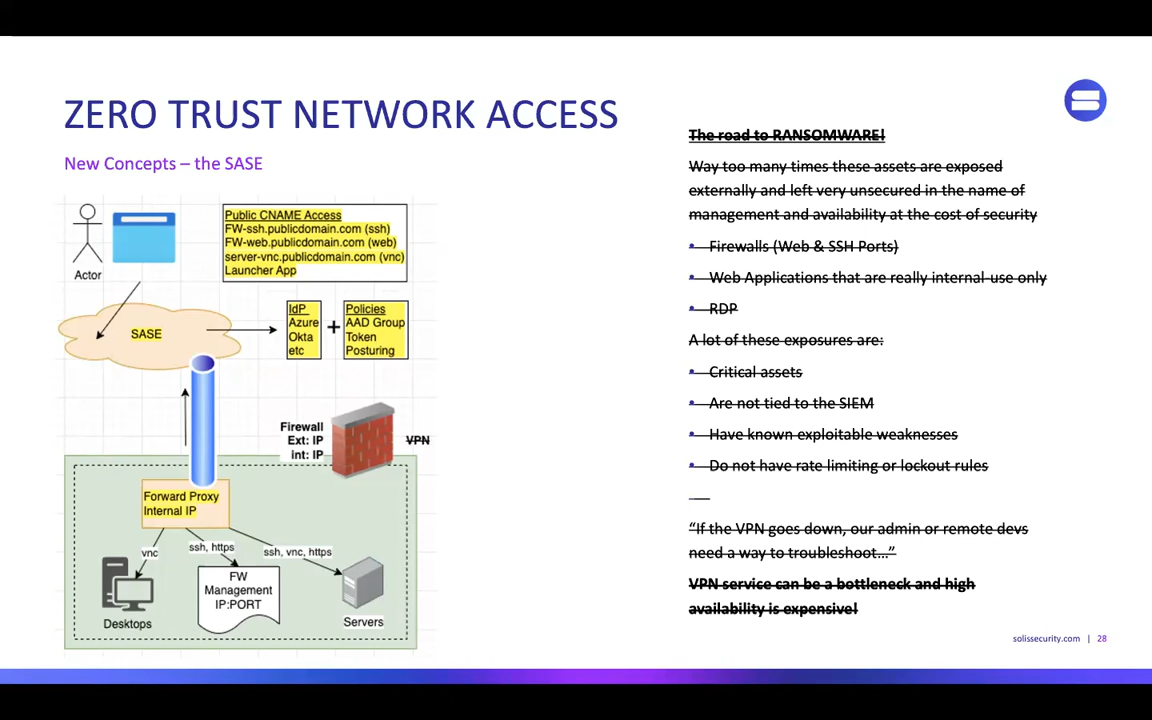 ZERO TRUST NETWORK ACCESS
New Concepts – the SASE
Actor
Public CNAME Access
FW-ssh.publicdomain.com (ssh)
FW-web.publicdomain.com (web)
server-vnc.publicdomain.com (vnc)
Launcher App
SASE
IdP
Azure
Okta
etc
+
Policies
AAD Group
Token
Posturing
Firewall
Ext: IP
int: IP
VPN
Forward Proxy
Internal IP
vnc
ssh, https
ssh, vnc, https
Desktops
FW
Management
IP:PORT
Servers
The road to RANSOMWARE!
Way too many times these assets are exposed
externally and left very unsecured in the name of
management and availability at the cost of security
• Firewalls (Web & SSH Ports)
• Web Applications that are really internal-use only
• RDP
A lot of these exposures are:
• Critical assets
• Are not tied to the SIEM
• Have known exploitable weaknesses
• Do not have rate limiting or lockout rules
“If the VPN goes down, our admin or remote devs
need a way to troubleshoot…”
VPN service can be a bottleneck and high
availability is expensive!
solissecurity.com | 28